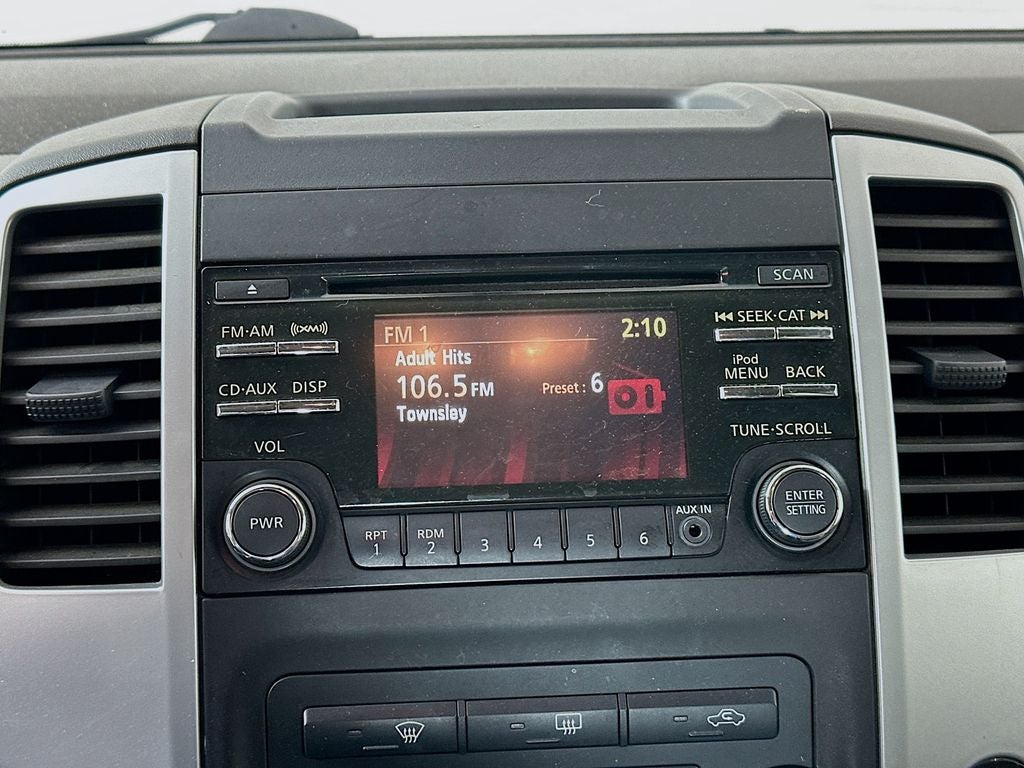 SCAN
FM·AM
((XM))
SEEK·CAT
CD·AUX
DISP
iPod
MENU
BACK
VOL
TUNE·SCROLL
FM 1
2:10
Adult Hits
106.5 FM
Preset : 6
Townsley
PWR
ENTER
SETTING
RPT
1
RDM
2
3
4
5
6
AUX IN